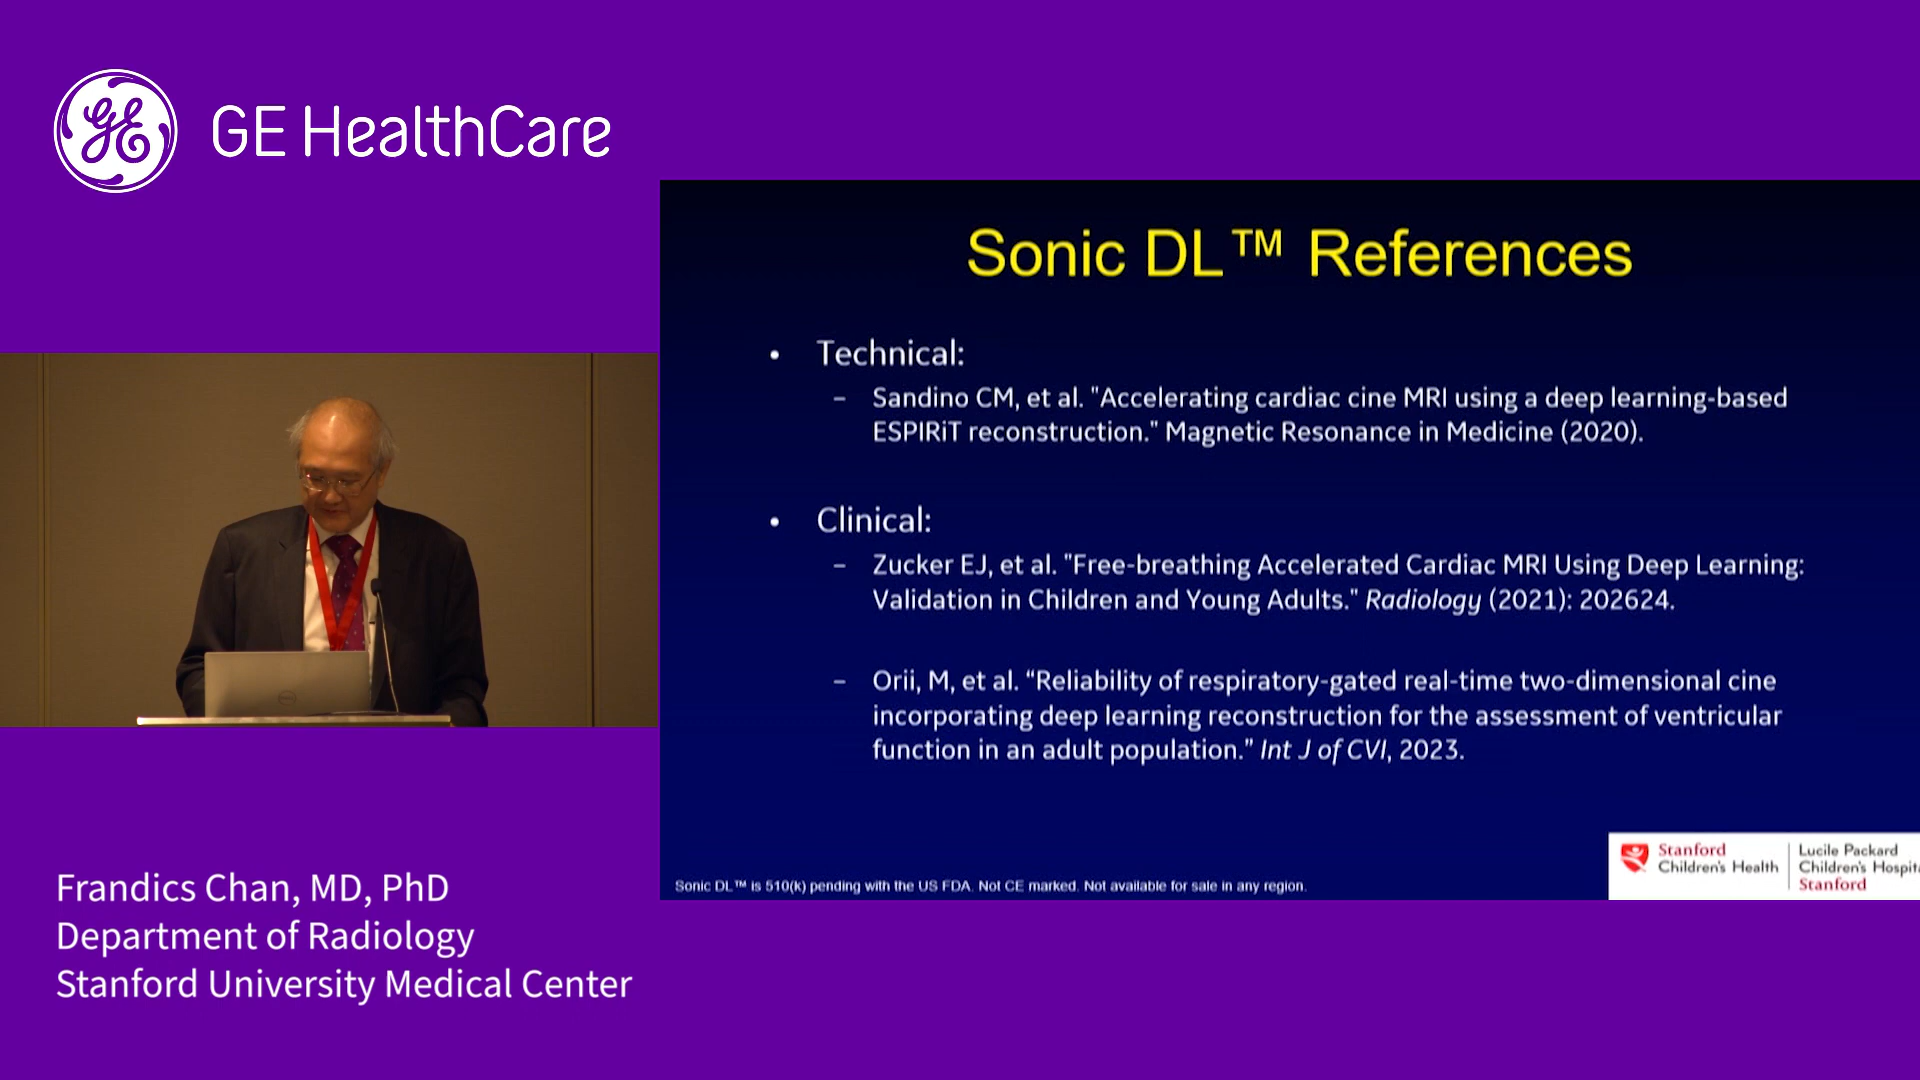 GE HealthCare
Sonic DL™ References
• Technical:
– Sandino CM, et al. "Accelerating cardiac cine MRI using a deep learning-based
ESPIRiT reconstruction." Magnetic Resonance in Medicine (2020).
• Clinical:
– Zucker EJ, et al. "Free-breathing Accelerated Cardiac MRI Using Deep Learning:
Validation in Children and Young Adults." Radiology (2021): 202624.
– Orii, M, et al. “Reliability of respiratory-gated real-time two-dimensional cine
incorporating deep learning reconstruction for the assessment of ventricular
function in an adult population.” Int J of CVI, 2023.
Sonic DL™ is 510(k) pending with the US FDA. Not CE marked. Not available for sale in any region.
Stanford
Children's Health
Lucile Packard
Children's Hospita
Stanford
Frandics Chan, MD, PhD
Department of Radiology
Stanford University Medical Center